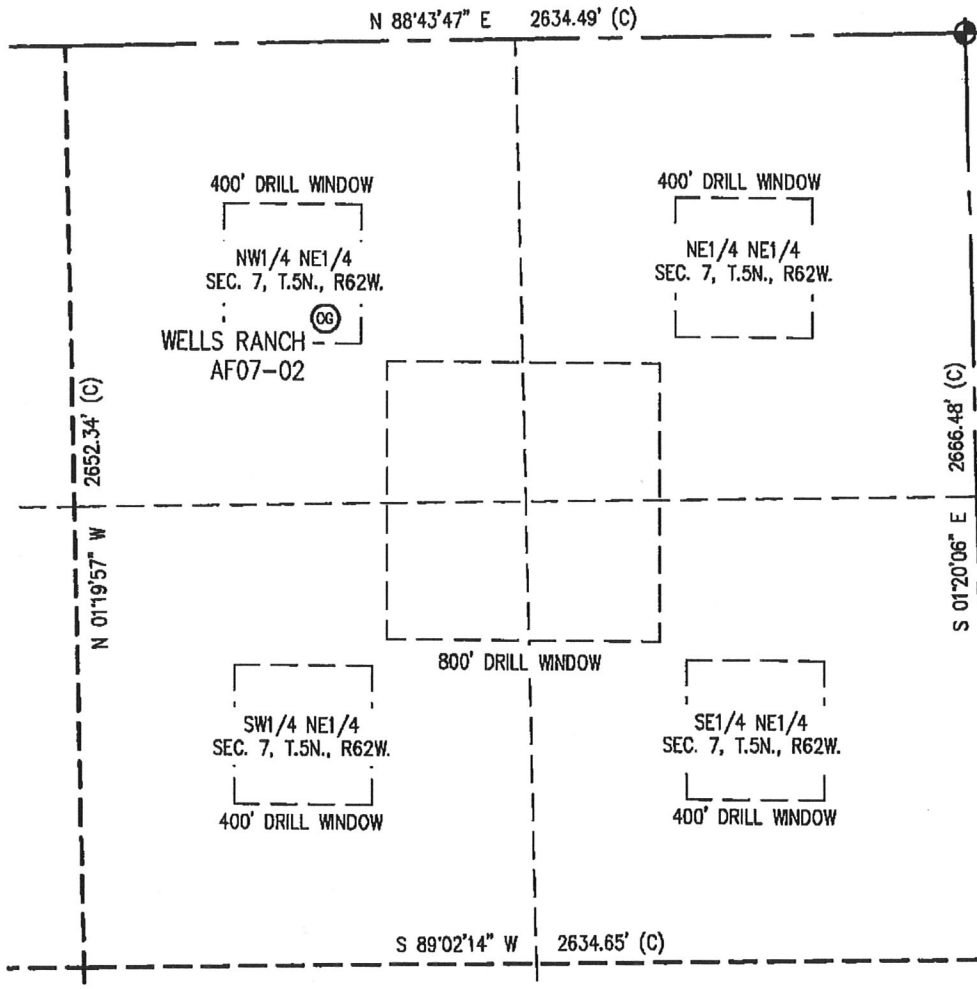 N 88°43'47" E 2634.49' (C)
400' DRILL WINDOW
400' DRILL WINDOW
NW1/4 NE1/4
SEC. 7, T.5N., R62W.
NE1/4 NE1/4
SEC. 7, T.5N., R62W.
OG
WELLS RANCH
AF07-02
2652.34' (C)
N 01°19'57" W
2666.48' (C)
S 01°20'06" E
800' DRILL WINDOW
SW1/4 NE1/4
SEC. 7, T.5N., R62W.
SE1/4 NE1/4
SEC. 7, T.5N., R62W.
400' DRILL WINDOW
400' DRILL WINDOW
S 89°02'14" W 2634.65' (C)